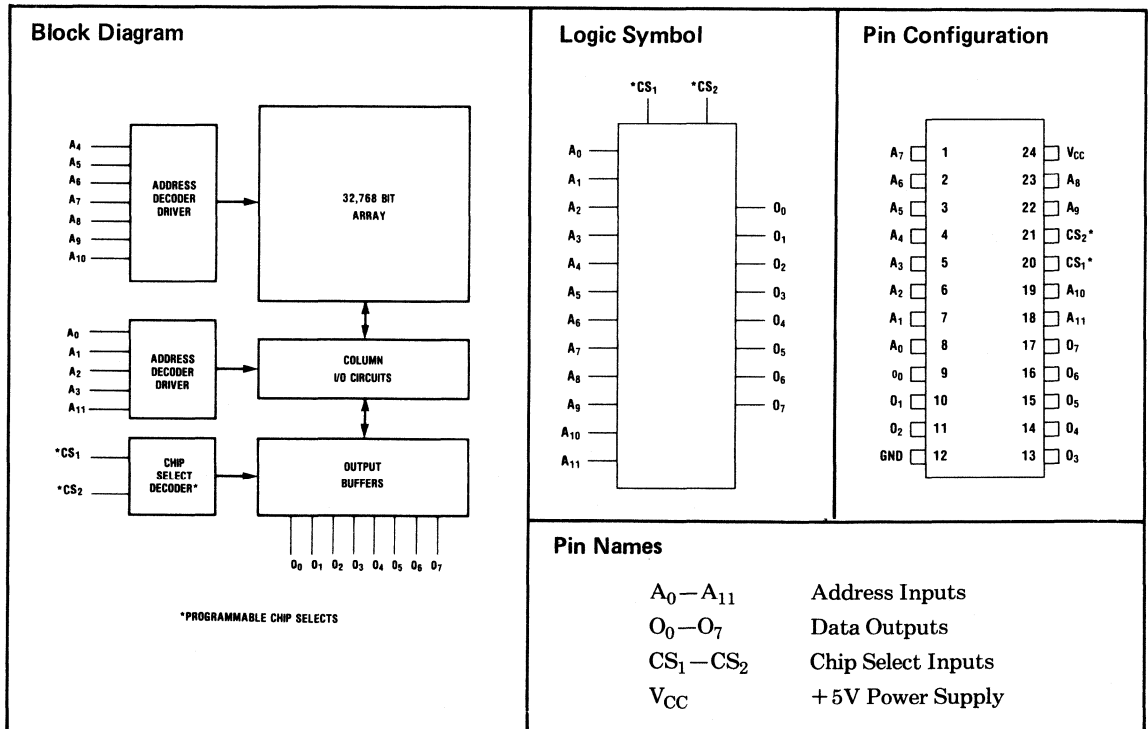 Block Diagram
A4
A5
A6
A7
A8
A9
A10
ADDRESS
DECODER
DRIVER
32,768 BIT
ARRAY
A0
A1
A2
A3
A11
ADDRESS
DECODER
DRIVER
COLUMN
I/O CIRCUITS
*CS1
*CS2
CHIP
SELECT
DECODER*
OUTPUT
BUFFERS
O0 O1 O2 O3 O4 O5 O6 O7
*PROGRAMMABLE CHIP SELECTS
Logic Symbol
*CS1 *CS2
A0
A1
A2
A3
A4
A5
A6
A7
A8
A9
A10
A11
O0
O1
O2
O3
O4
O5
O6
O7
Pin Configuration
A7 1 24 VCC
A6 2 23 A8
A5 3 22 A9
A4 4 21 CS2*
A3 5 20 CS1*
A2 6 19 A10
A1 7 18 A11
A0 8 17 O7
O0 9 16 O6
O1 10 15 O5
O2 11 14 O4
GND 12 13 O3
Pin Names
A0—A11 Address Inputs
O0—O7 Data Outputs
CS1—CS2 Chip Select Inputs
VCC +5V Power Supply